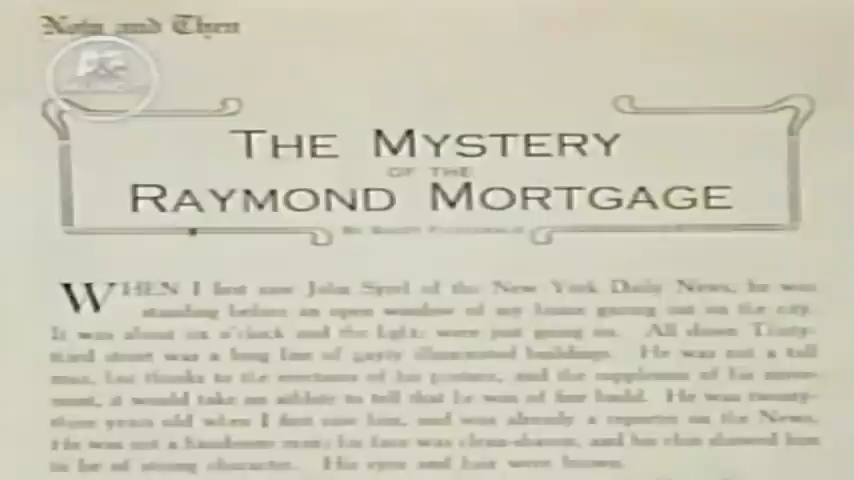 Now and Then
A&E
THE MYSTERY
OF THE
RAYMOND MORTGAGE
By Scott Fitzgerald
WHEN I first saw John Syrel of the New York Daily News, he was
standing before an open window of my house gazing out on the city.
It was about six o'clock and the lights were just going on. All down Thirty-
third street was a long line of gayly illuminated buildings. He was not a tall
man, but thanks to the erectness of his posture, and the suppleness of his move-
ment, it would take no athlete to tell that he was of fine build. He was twenty-
three years old when I first saw him, and was already a reporter on the News.
He was not a handsome man; his face was clean-shaven, and his chin showed him
to be of strong character. His eyes and hair were brown.